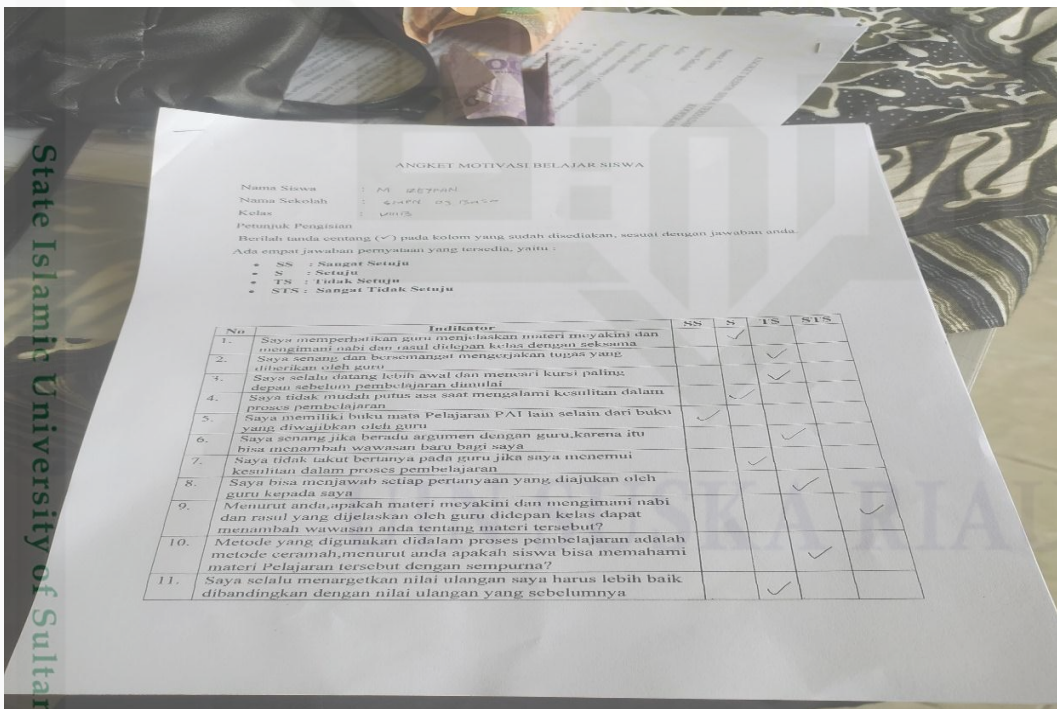 State Islamic University of Sultan
ANGKET MOTIVASI BELAJAR SISWA
Nama Siswa : M
Nama Sekolah :
Kelas :
Petunjuk Pengisian
Berilah tanda centang (✓) pada kolom yang sudah disediakan, sesuai dengan jawaban anda.
Ada empat jawaban pernyataan yang tersedia, yaitu :
• SS : Sangat Setuju
• S : Setuju
• TS : Tidak Setuju
• STS : Sangat Tidak Setuju
No Indikator SS S TS STS
1. Saya memperhatikan guru menjelaskan materi meyakini dan ✓
mengimani nabi dan rasul didepan kelas dengan seksama
2. Saya senang dan bersemangat mengerjakan tugas yang ✓
diberikan oleh guru
3. Saya selalu datang lebih awal dan mencari kursi paling ✓
depan sebelum pembelajaran dimulai
4. Saya tidak mudah putus asa saat mengalami kesulitan dalam ✓
proses pembelajaran
5. Saya memiliki buku mata Pelajaran PAI lain selain dari buku ✓
yang diwajibkan oleh guru
6. Saya senang jika beradu argumen dengan guru,karena itu ✓
bisa menambah wawasan baru bagi saya
7. Saya tidak takut bertanya pada guru jika saya menemui ✓
kesulitan dalam proses pembelajaran
8. Saya bisa menjawab setiap pertanyaan yang diajukan oleh ✓
guru kepada saya
9. Menurut anda,apakah materi meyakini dan mengimani nabi ✓
dan rasul yang dijelaskan oleh guru didepan kelas dapat
menambah wawasan anda tentang materi tersebut?
10. Metode yang digunakan didalam proses pembelajaran adalah ✓
metode ceramah,menurut anda apakah siswa bisa memahami
materi Pelajaran tersebut dengan sempurna?
11. Saya selalu menargetkan nilai ulangan saya harus lebih baik ✓
dibandingkan dengan nilai ulangan yang sebelumnya
SKA RIAU